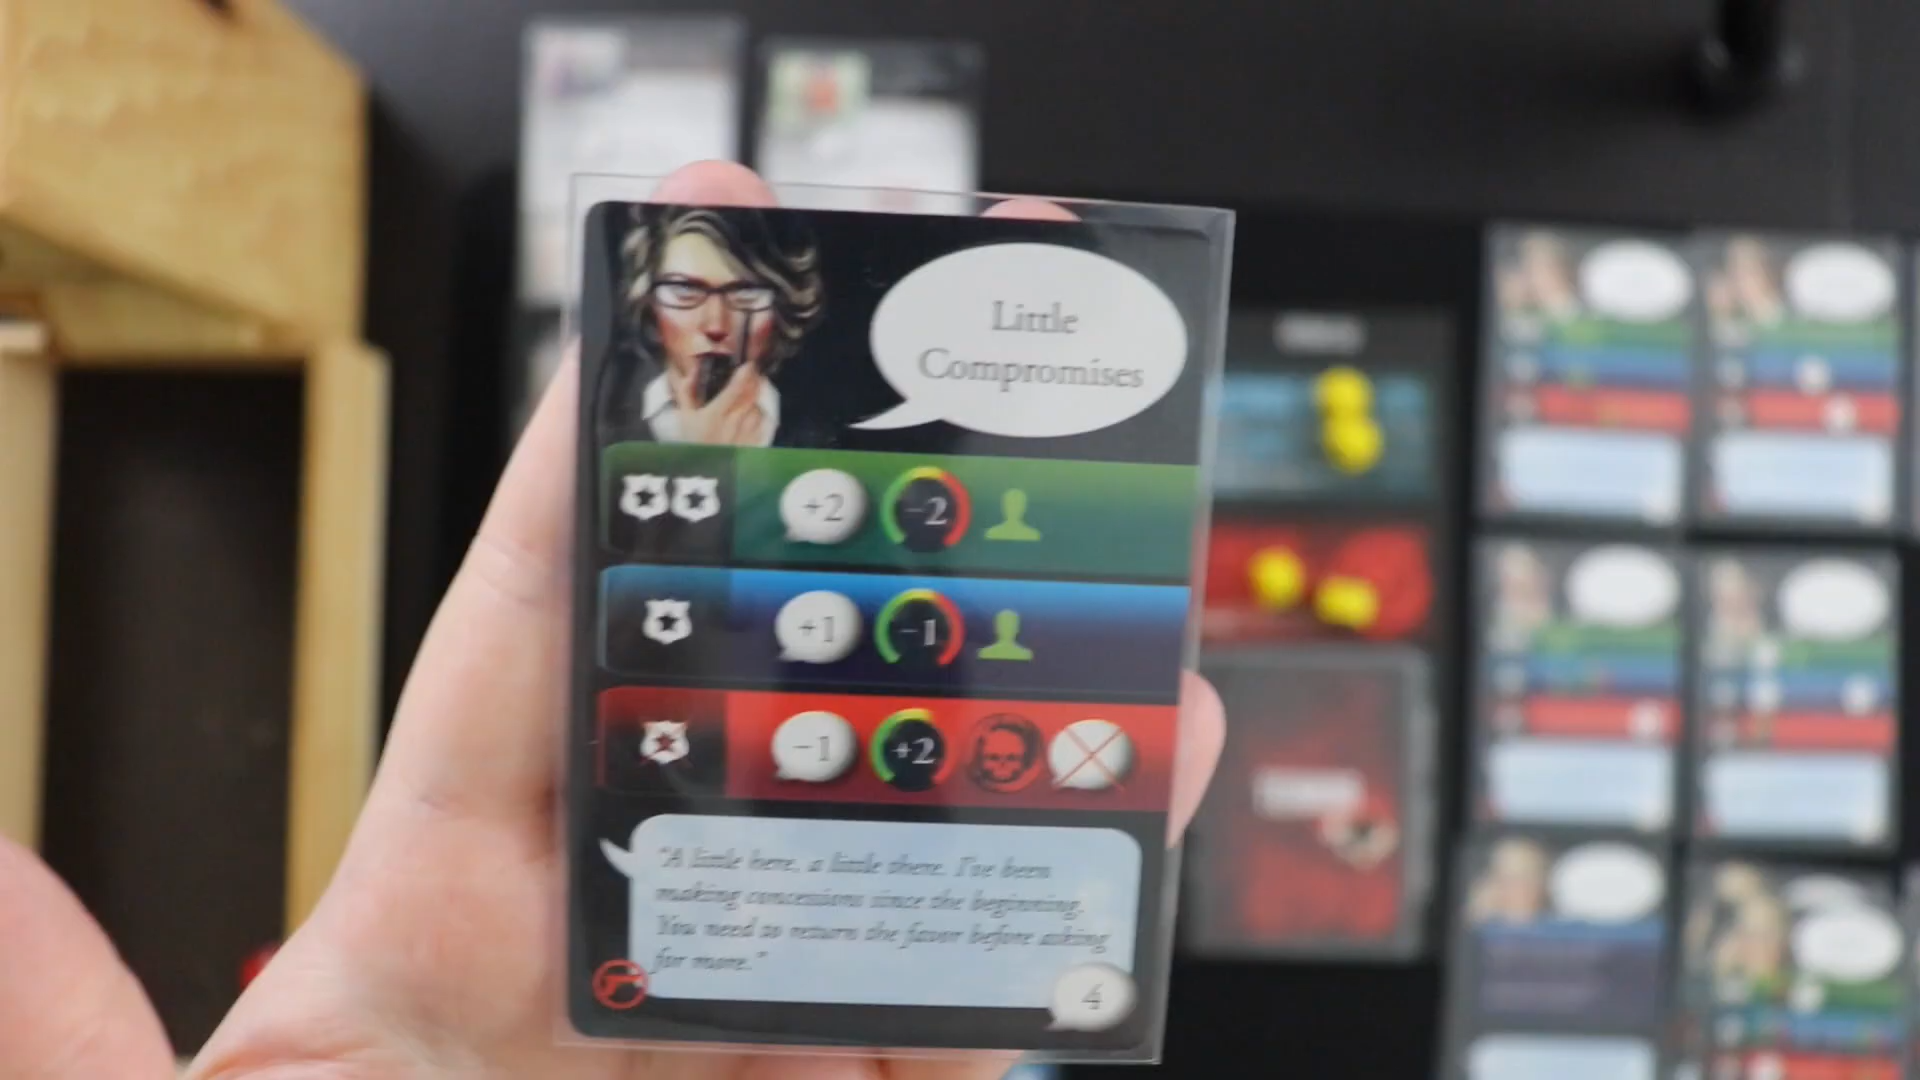 Little
Compromises
+2 -2
+1 -1
-1 +2
"A little here, a little there. I've been
making concessions since the beginning.
You need to return the favor before asking
for more."
4